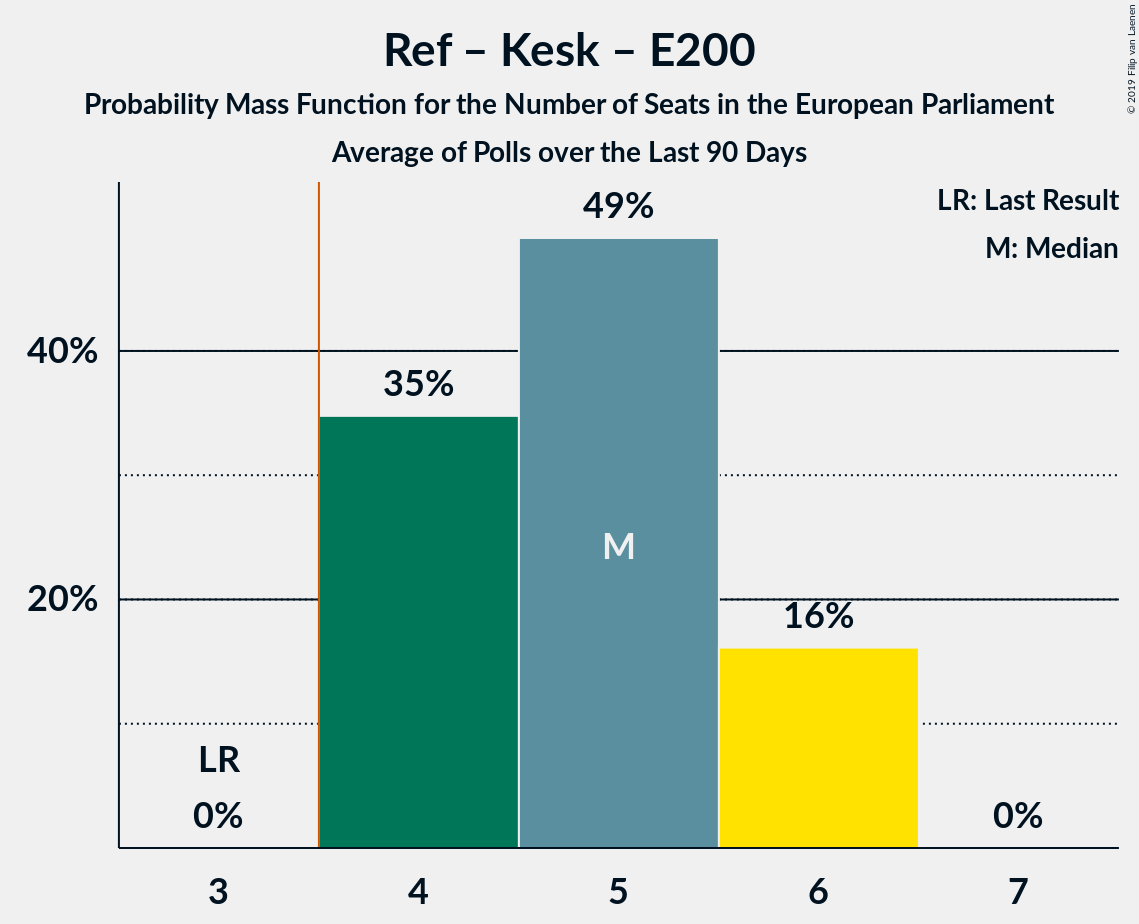 Ref – Kesk – E200
Probability Mass Function for the Number of Seats in the European Parliament
Average of Polls over the Last 90 Days
© 2019 Filip van Laenen
LR: Last Result
M: Median
49%
40%
35%
M
20%
16%
LR
0%
0%
3
4
5
6
7